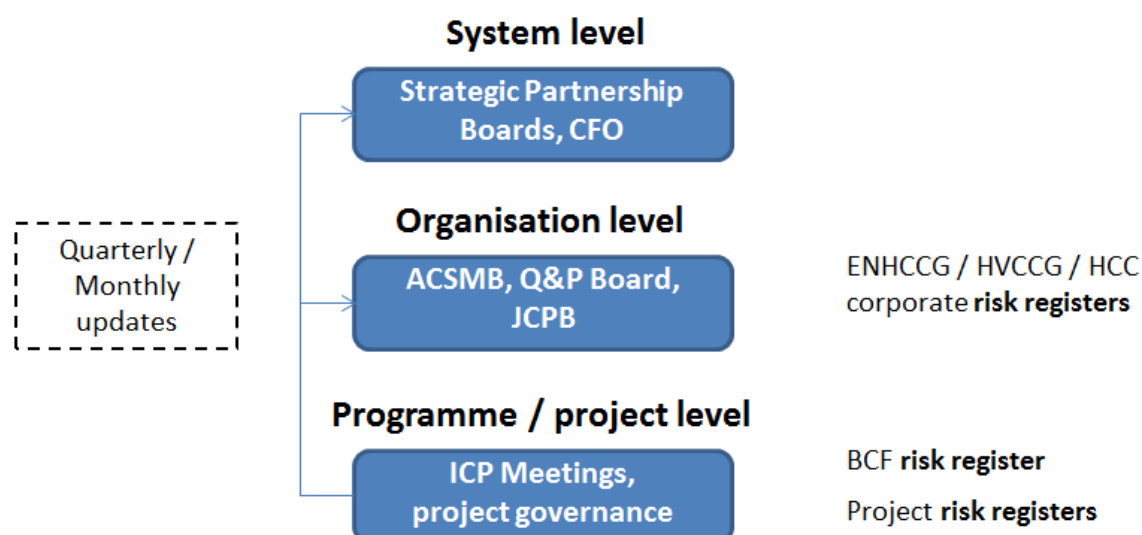 System level
Strategic Partnership
Boards, CFO
Organisation level
Quarterly /
Monthly
updates
ACSMB, Q&P Board,
JCPB
ENHCCG / HVCCG / HCC
corporate risk registers
Programme / project level
ICP Meetings,
project governance
BCF risk register
Project risk registers